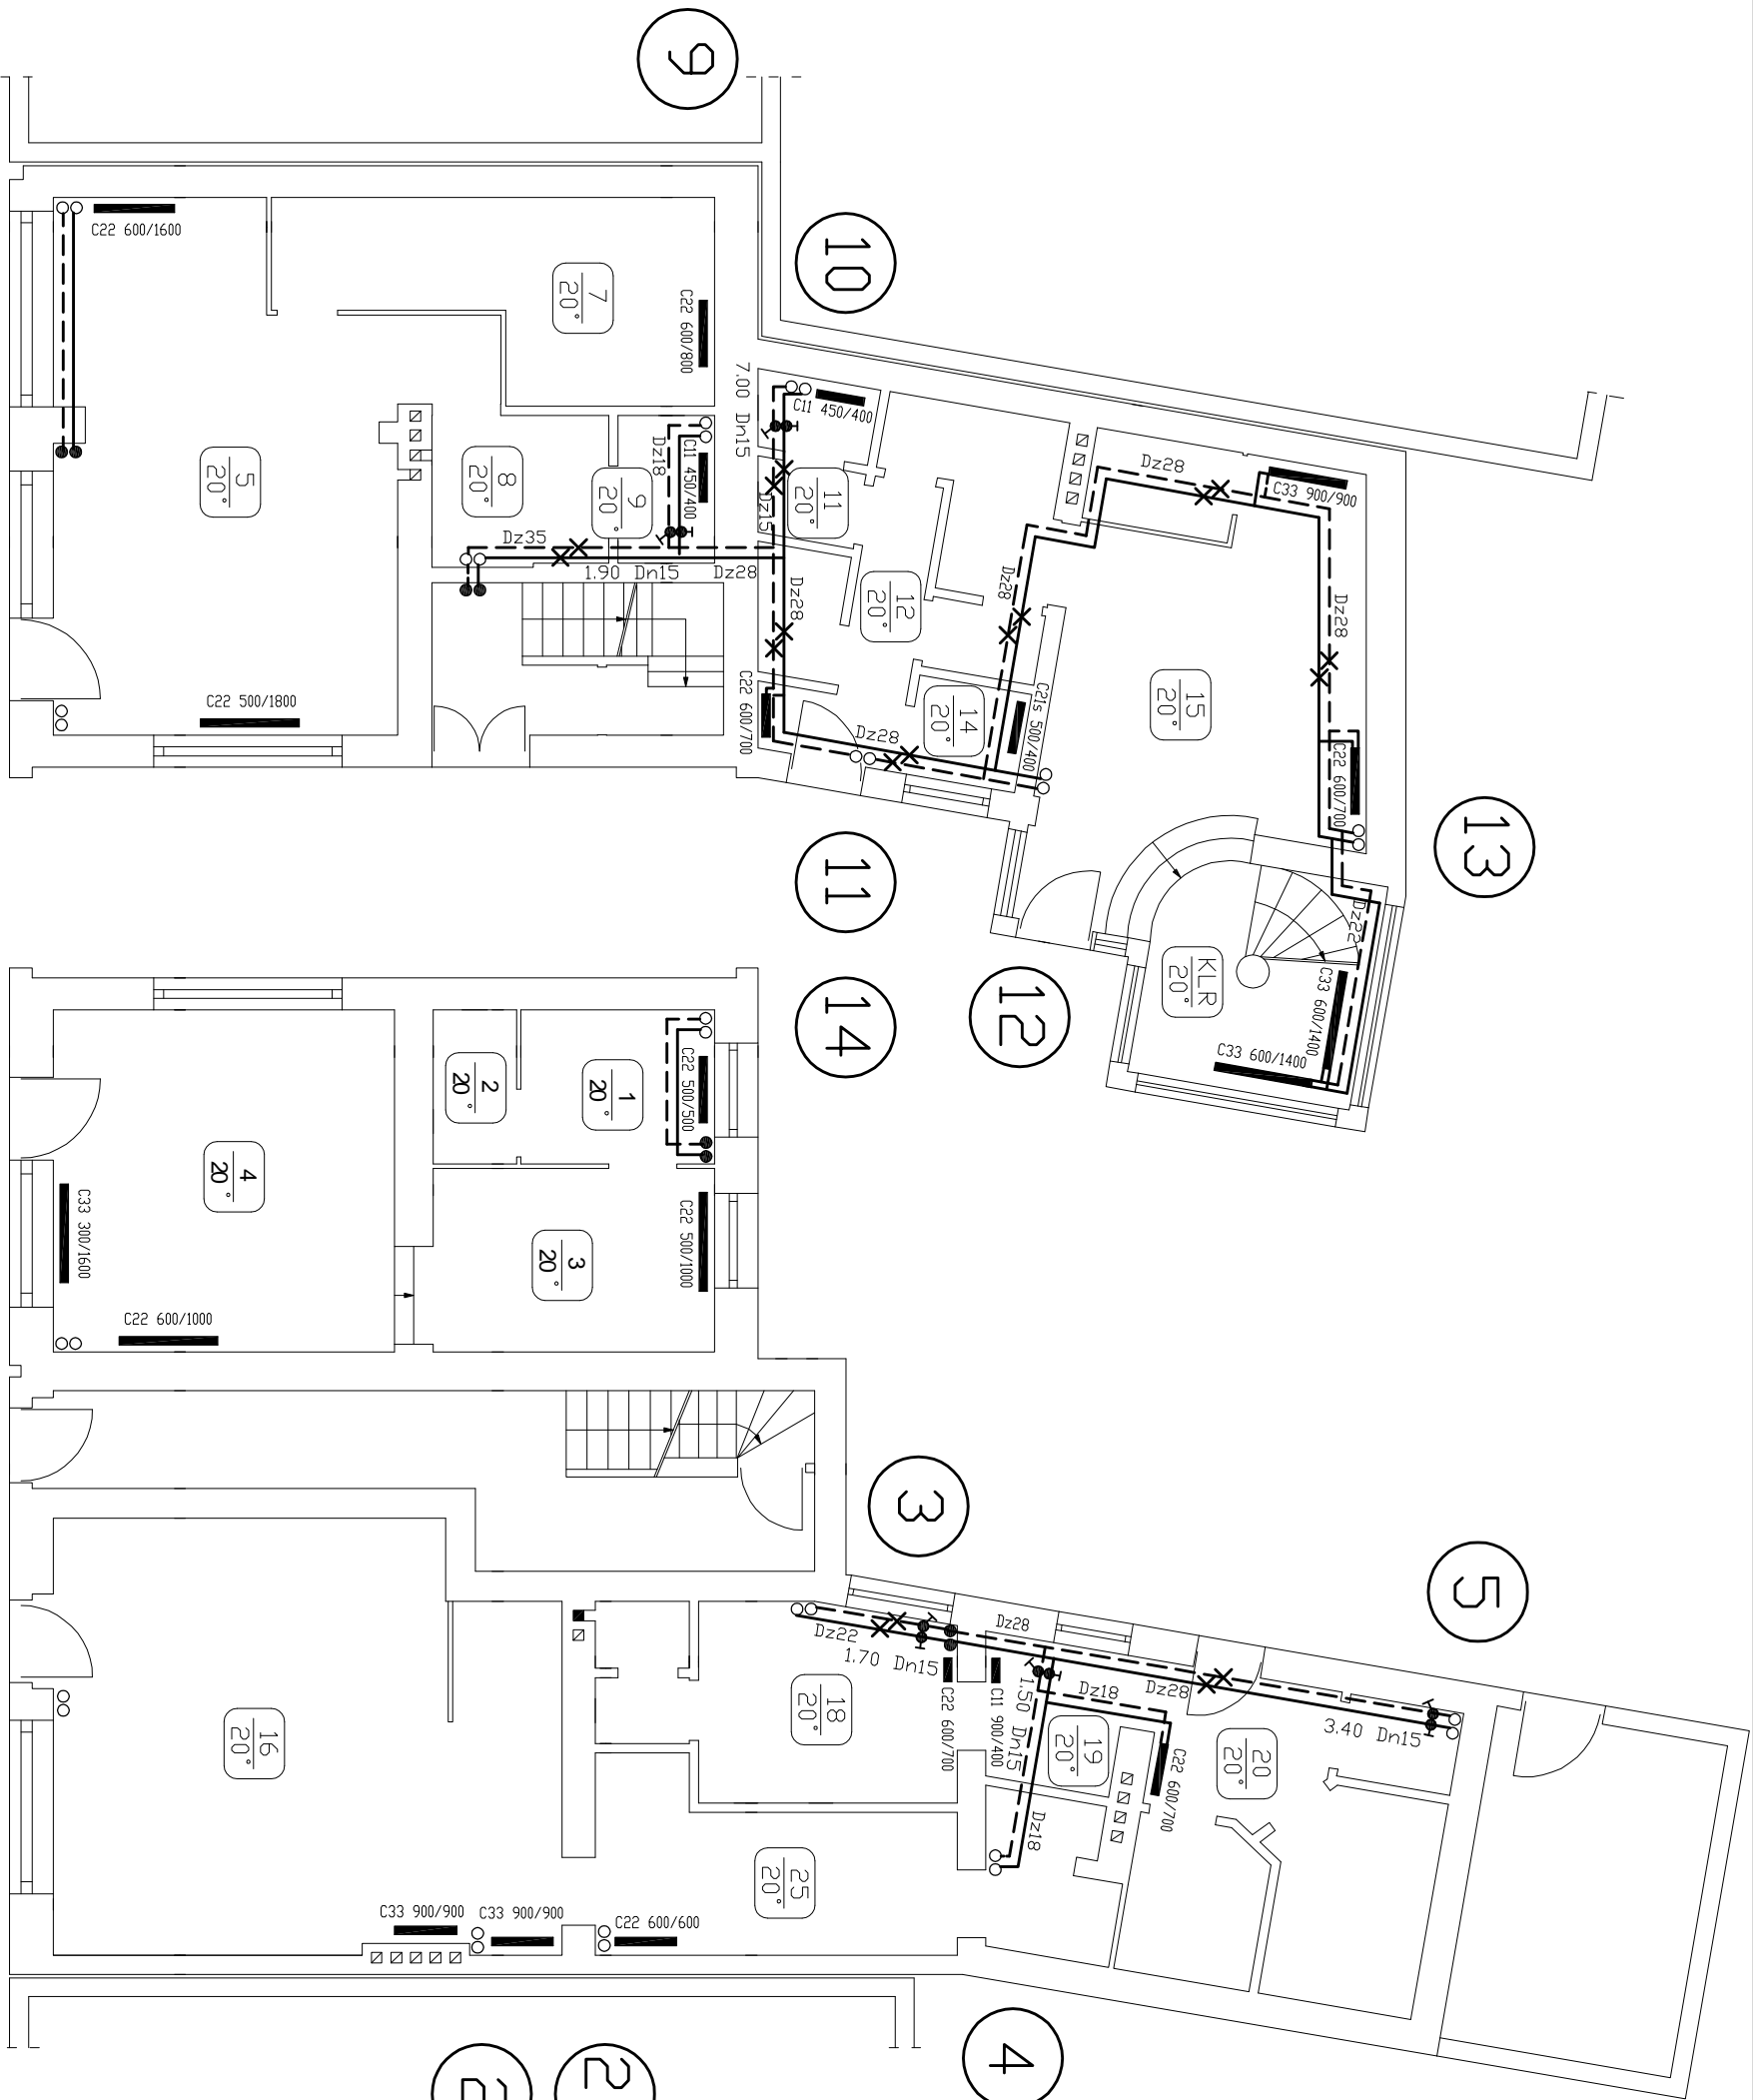 9
10
C22 600/1600
7
20°
C22 600/800
7.00 Dn15
C11 450/400
5
20°
8
20°
9
20°
Dz18
C11 450/400
Dz15
11
20°
Dz35
1.90 Dn15
Dz28
Dz28
12
20°
Dz28
Dz28
C33 900/900
Dz28
15
20°
C22 500/1800
C22 600/700
Dz28
14
20°
C21s 500/400
C22 600/700
13
11
Dz22
KLR
20°
C33 600/1400
C33 600/1400
14
12
2
20°
1
20°
C22 500/500
4
20°
C33 300/1600
3
20°
C22 500/1000
C22 600/1000
3
5
Dz22
1.70 Dn15
Dz28
16
20°
18
20°
C22 600/700
C11 900/400
1.50 Dn15
Dz18
Dz28
19
20°
C22 600/700
20
20°
3.40 Dn15
Dz18
25
20°
C33 900/900
C33 900/900
C22 600/600
4
2
2